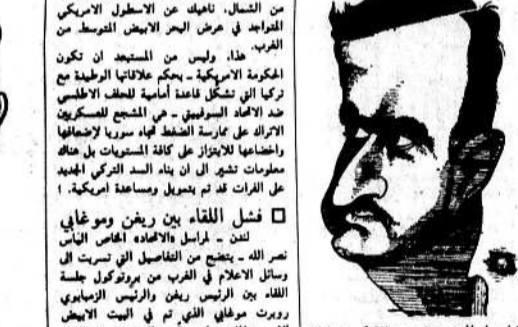 من الشمال، ناهيك عن الاسطول الامريكي
المتواجد في عرض البحر الابيض المتوسط من
الغرب.
هذا، وليس من المستبعد ان تكون
الحكومة الامريكية ـ بحكم علاقاتها الوطيدة مع
تركيا التي تشكل قاعدة أمامية للحلف الاطلسي
ضد الاتحاد السوفييتي ـ هي المشجع للعسكريين
الاتراك على ممارسة الضغط تجاه سوريا لإضعافها
واخضاعها للابتزاز على كافة المستويات بل هناك
معلومات تشير الى ان بناء السد التركي الجديد
على الفرات قد تم بتمويل ومساعدة امريكية. !
□ فشل اللقاء بين ريغن وموغابي
لندن ـ لمراسل «الاتحاد» الخاص الياس
نصر الله ـ يتضح من التفاصيل التي تسربت الى
وسائل الاعلام في الغرب من بروتوكول جلسة
اللقاء بين الرئيس ريغن والرئيس الزمبابوي
روبرت موغابي الذي تم في البيت الابيض